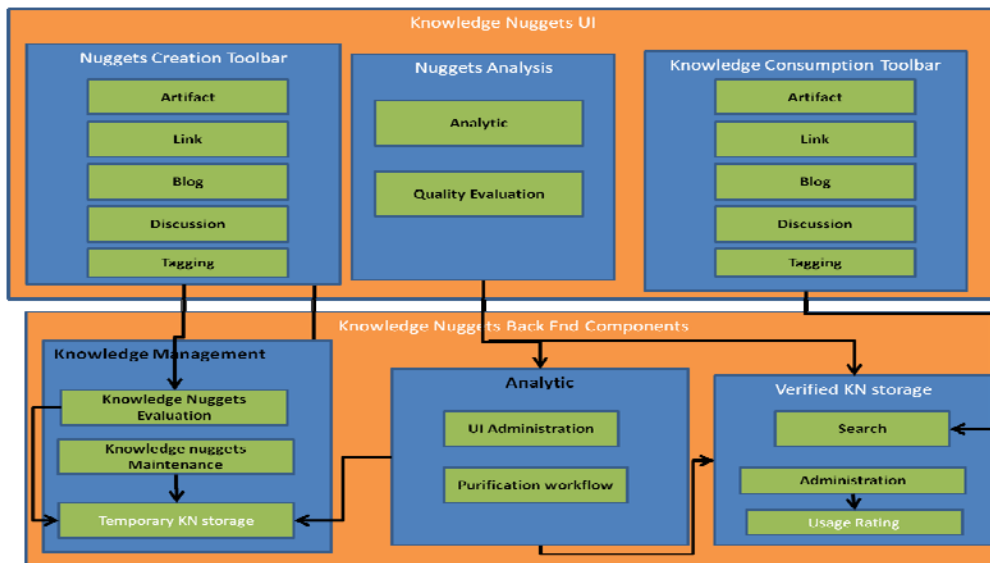 Knowledge Nuggets UI
Nuggets Creation Toolbar
Artifact
Link
Blog
Discussion
Tagging
Nuggets Analysis
Analytic
Quality Evaluation
Knowledge Consumption Toolbar
Artifact
Link
Blog
Discussion
Tagging
Knowledge Nuggets Back End Components
Knowledge Management
Knowledge Nuggets
Evaluation
Knowledge nuggets
Maintenance
Temporary KN storage
Analytic
UI Administration
Purification workflow
Verified KN storage
Search
Administration
Usage Rating